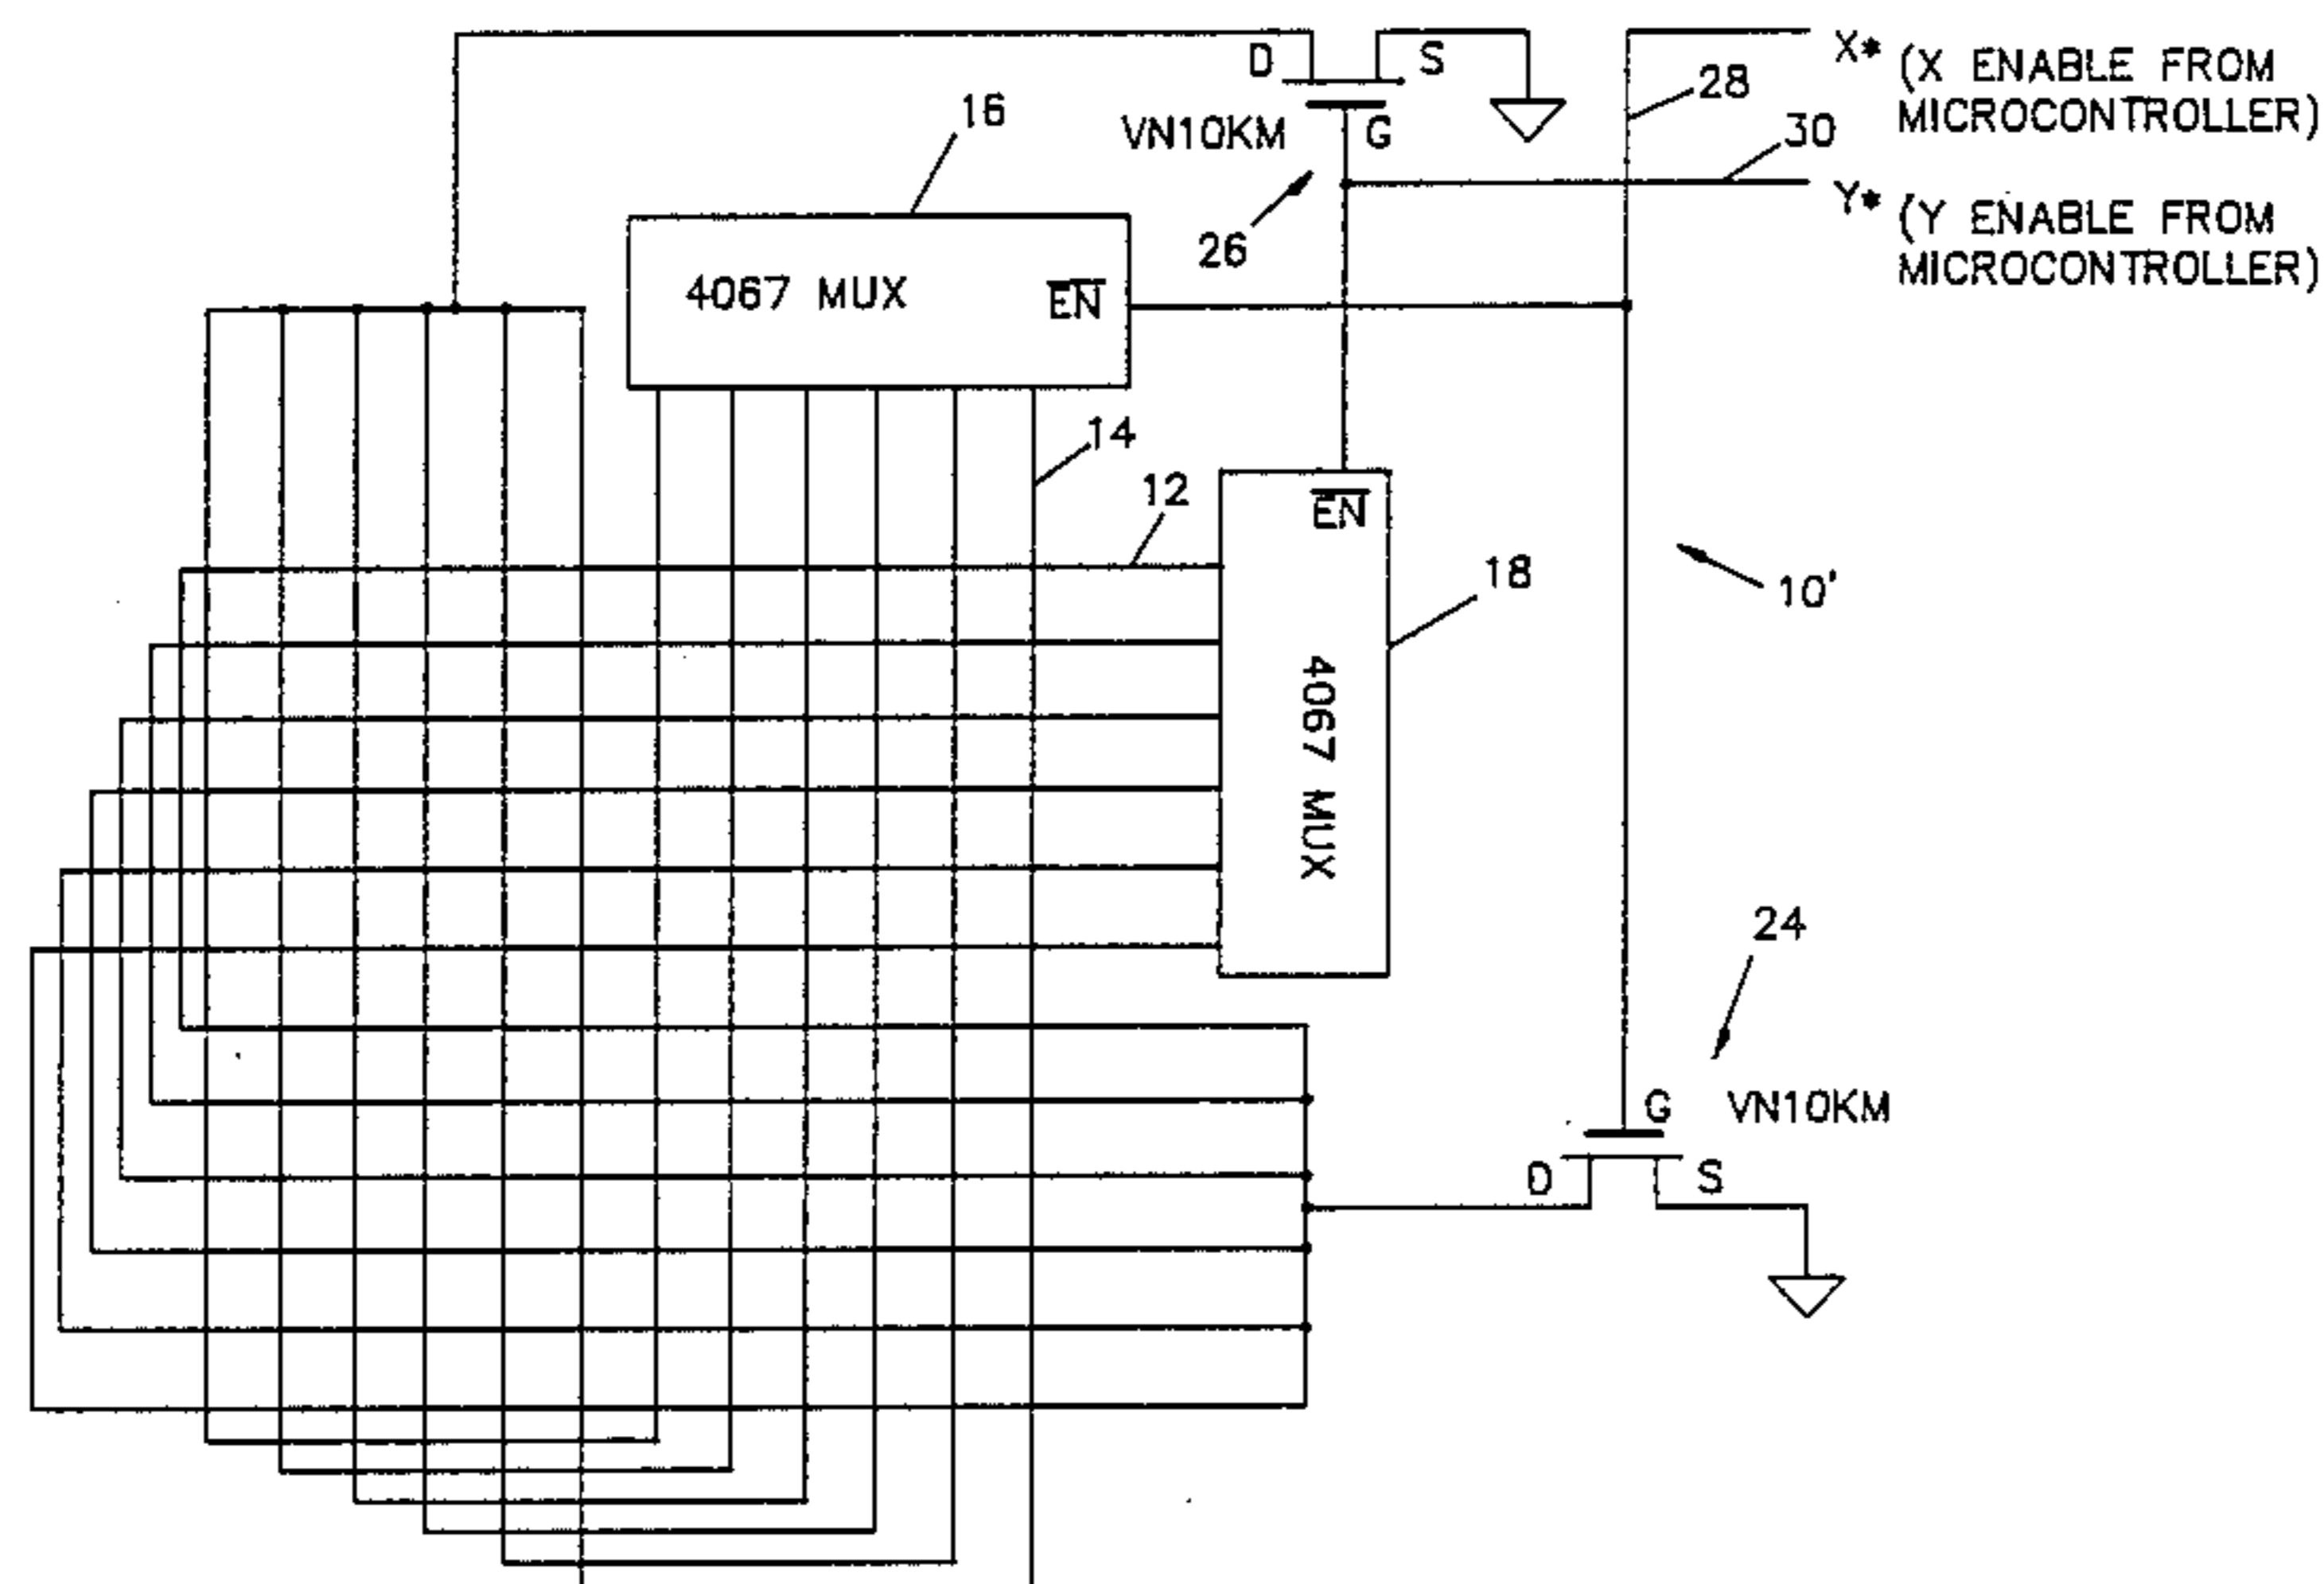 D
S
X* (X ENABLE FROM
MICROCONTROLLER)
28
16
VN10KM
G
30
Y* (Y ENABLE FROM
MICROCONTROLLER)
26
4067 MUX
EN
14
12
EN
18
10'
4067 MUX
24
G
VN10KM
D
S